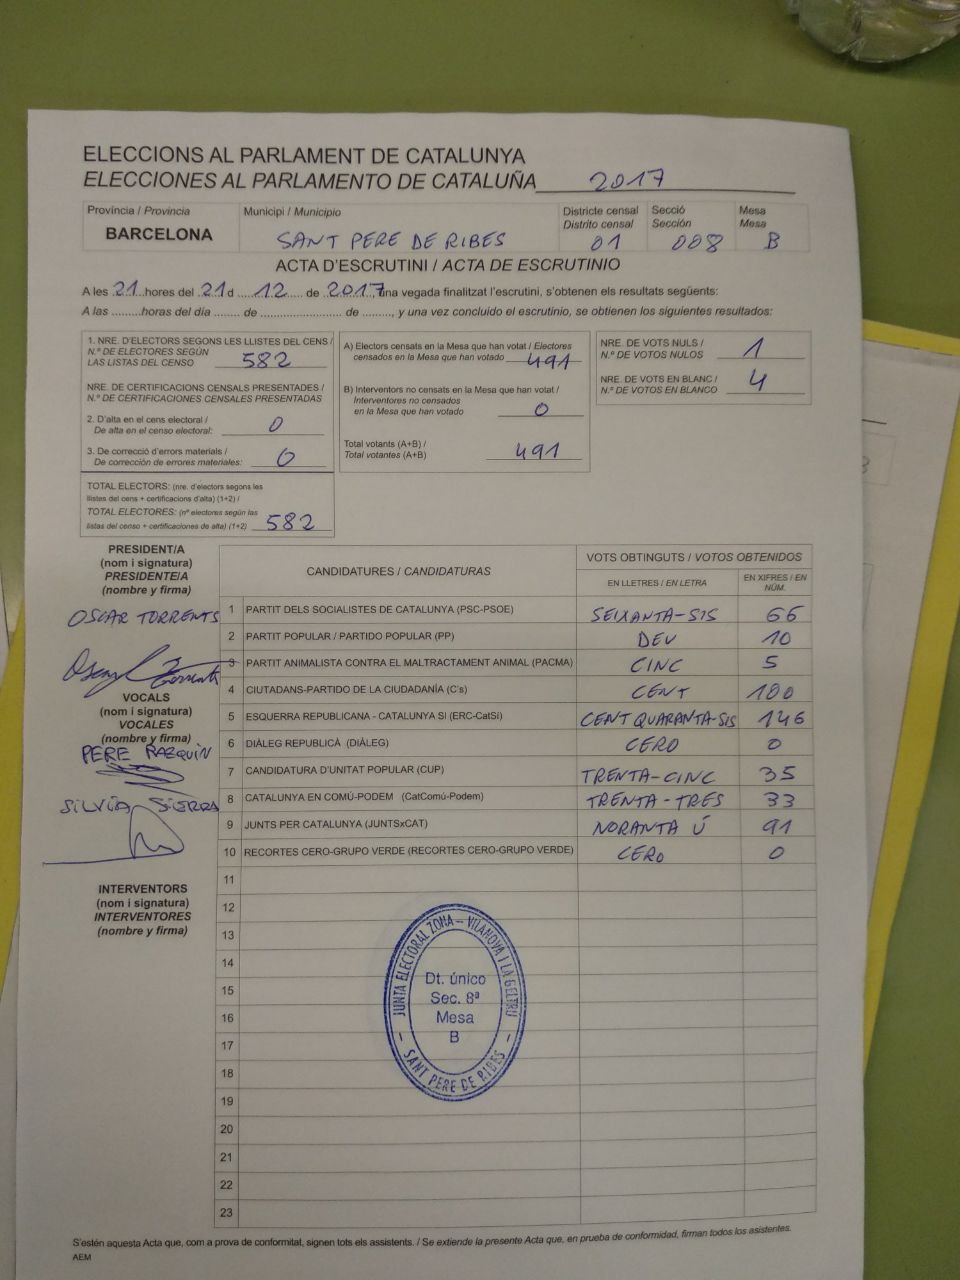 ELECCIONS AL PARLAMENT DE CATALUNYA
ELECCIONES AL PARLAMENTO DE CATALUÑA 2017
Província / Provincia
BARCELONA
Municipi / Municipio
SANT PERE DE RIBES
Districte censal
Distrito censal
01
Secció
Sección
008
Mesa
Mesa
B
ACTA D'ESCRUTINI / ACTA DE ESCRUTINIO
A les 21 hores del 21 d ..... 12 ..... de 2017, una vegada finalitzat l'escrutini, s'obtenen els resultats següents:
A las .........horas del día ....... de ...................... de ........, y una vez concluido el escrutinio, se obtienen los siguientes resultados:
1. NRE. D'ELECTORS SEGONS LES LLISTES DEL CENS /
N.º DE ELECTORES SEGÚN
LAS LISTAS DEL CENSO 582
NRE. DE CERTIFICACIONS CENSALS PRESENTADES /
N.º DE CERTIFICACIONES CENSALES PRESENTADAS
2. D'alta en el cens electoral /
De alta en el censo electoral: 0
3. De correcció d'errors materials /
De corrección de errores materiales: 0
TOTAL ELECTORS: (nre. d'electors segons les
llistes del cens + certificacions d'alta) (1+2) /
TOTAL ELECTORES: (nº electores según las
listas del censo + certificaciones de alta) (1+2) 582
A) Electors censats en la Mesa que han votat / Electores
censados en la Mesa que han votado 491
B) Interventors no censats en la Mesa que han votat /
Interventores no censados
en la Mesa que han votado 0
Total votants (A+B) /
Total votantes (A+B) 491
NRE. DE VOTS NULS /
N.º DE VOTOS NULOS 1
NRE. DE VOTS EN BLANC /
N.º DE VOTOS EN BLANCO 4
PRESIDENT/A
(nom i signatura)
PRESIDENTE/A
(nombre y firma)
OSCAR TORRENTS
VOCALS
(nom i signatura)
VOCALES
(nombre y firma)
PERE RAZQUIN
SILVIA SIERRA
INTERVENTORS
(nom i signatura)
INTERVENTORES
(nombre y firma)
CANDIDATURES / CANDIDATURAS
VOTS OBTINGUTS / VOTOS OBTENIDOS
EN LLETRES / EN LETRA
EN XIFRES / EN
NÚM.
1 PARTIT DELS SOCIALISTES DE CATALUNYA (PSC-PSOE) SEIXANTA-SIS 66
2 PARTIT POPULAR / PARTIDO POPULAR (PP) DEU 10
3 PARTIT ANIMALISTA CONTRA EL MALTRACTAMENT ANIMAL (PACMA) CINC 5
4 CIUTADANS-PARTIDO DE LA CIUDADANÍA (C's) CENT 100
5 ESQUERRA REPUBLICANA - CATALUNYA SI (ERC-CatSí) CENT QUARANTA-SIS 146
6 DIÀLEG REPUBLICÀ (DIÀLEG) CERO 0
7 CANDIDATURA D'UNITAT POPULAR (CUP) TRENTA-CINC 35
8 CATALUNYA EN COMÚ-PODEM (CatComú-Podem) TRENTA-TRES 33
9 JUNTS PER CATALUNYA (JUNTSxCAT) NORANTA Ú 91
10 RECORTES CERO-GRUPO VERDE (RECORTES CERO-GRUPO VERDE) CERO 0
11
12
13
14
15
16
17
18
19
20
21
22
23
JUNTA ELECTORAL ZONA - VILANOVA I LA GELTRU
Dt. único
Sec. 8ª
Mesa
B
- SANT PERE DE RIBES -
S'estén aquesta Acta que, com a prova de conformitat, signen tots els assistents. / Se extiende la presente Acta que, en prueba de conformidad, firman todos los asistentes.
AEM